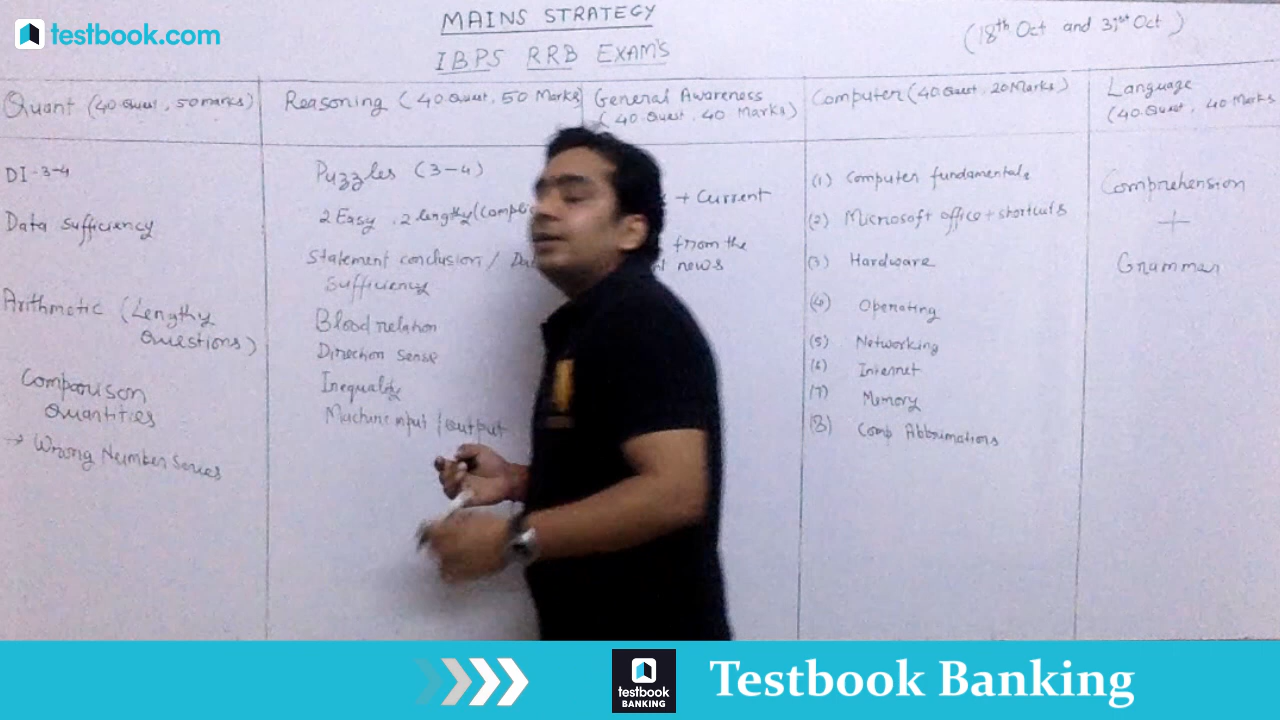 testbook.com
MAINS STRATEGY
IBPS RRB EXAM'S
(18th Oct and 31st Oct)
Quant (40 Quest, 50 marks)
DI-3-4
Data Sufficiency
Arithmetic (Lengthy
Questions)
Comparison
Quantities
→ Wrong Number Series
Reasoning (40 Quest, 50 Marks)
Puzzles (3-4)
2 Easy, 2 lengthy
Statement conclusion /
Sufficiency
Blood relation
Direction Sense
Inequality
Machine input / output
General Awareness
(40 Quest, 40 Marks)
+ Current
from the
news
Computer (40 Quest, 20 Marks)
(1) Computer fundamentals
(2) Microsoft office + shortcuts
(3) Hardware
(4) Operating
(5) Networking
(6) Internet
(7) Memory
(8) Comp
Language
(40 Quest, 40 Marks
Comprehension
+
Grammar
testbook
BANKING
Testbook Banking